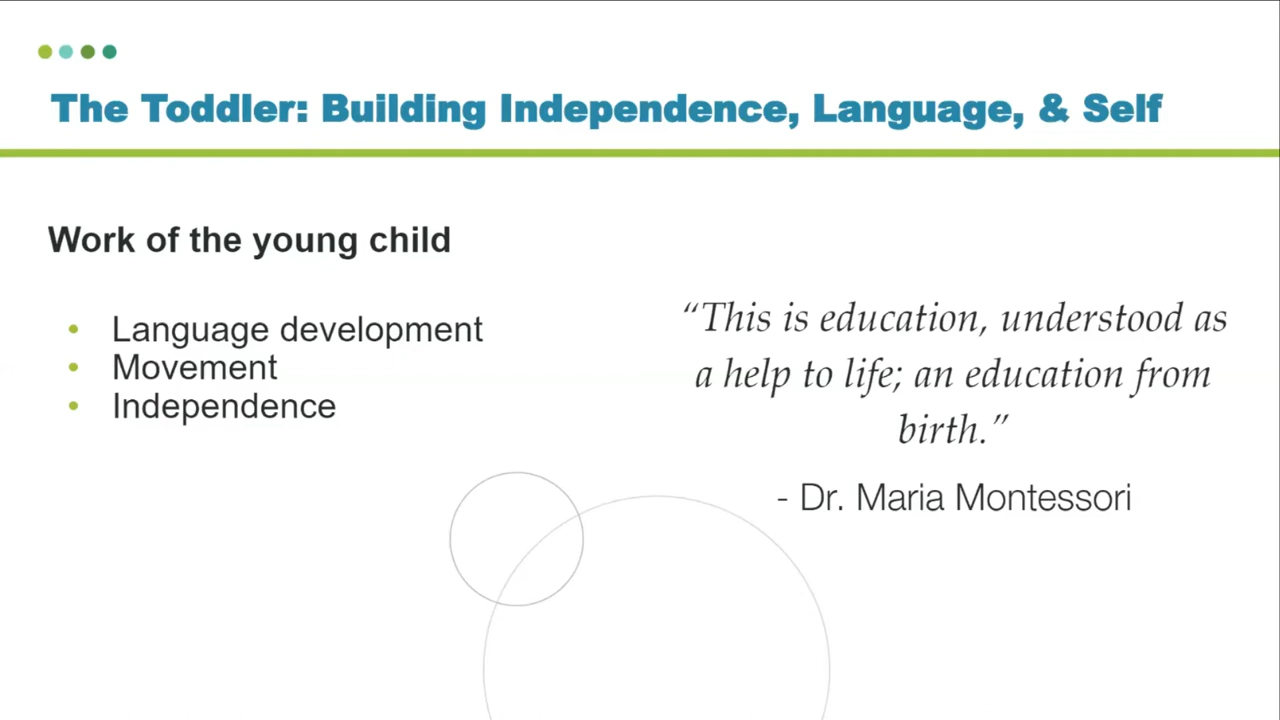 The Toddler: Building Independence, Language, & Self
Work of the young child
• Language development
• Movement
• Independence
“This is education, understood as
a help to life; an education from
birth.”
- Dr. Maria Montessori